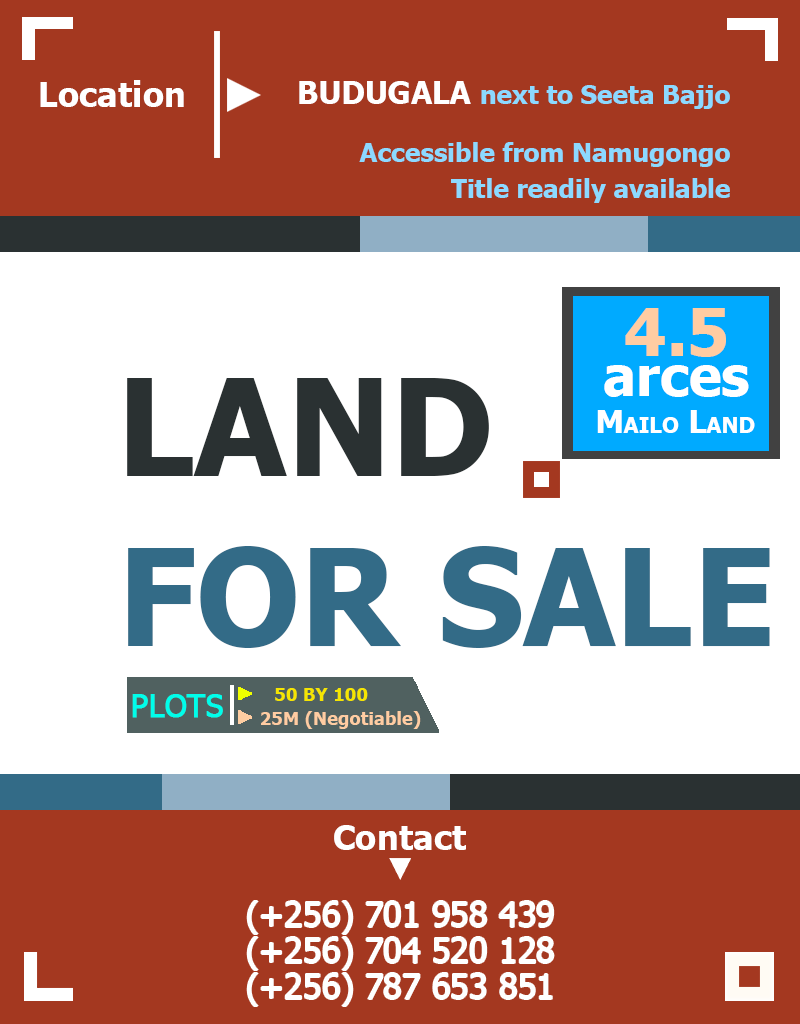 Location
BUDUGALA next to Seeta Bajjo
Accessible from Namugongo
Title readily available
4.5
arces
Mailo Land
LAND
FOR SALE
PLOTS
50 BY 100
25M (Negotiable)
Contact
(+256) 701 958 439
(+256) 704 520 128
(+256) 787 653 851